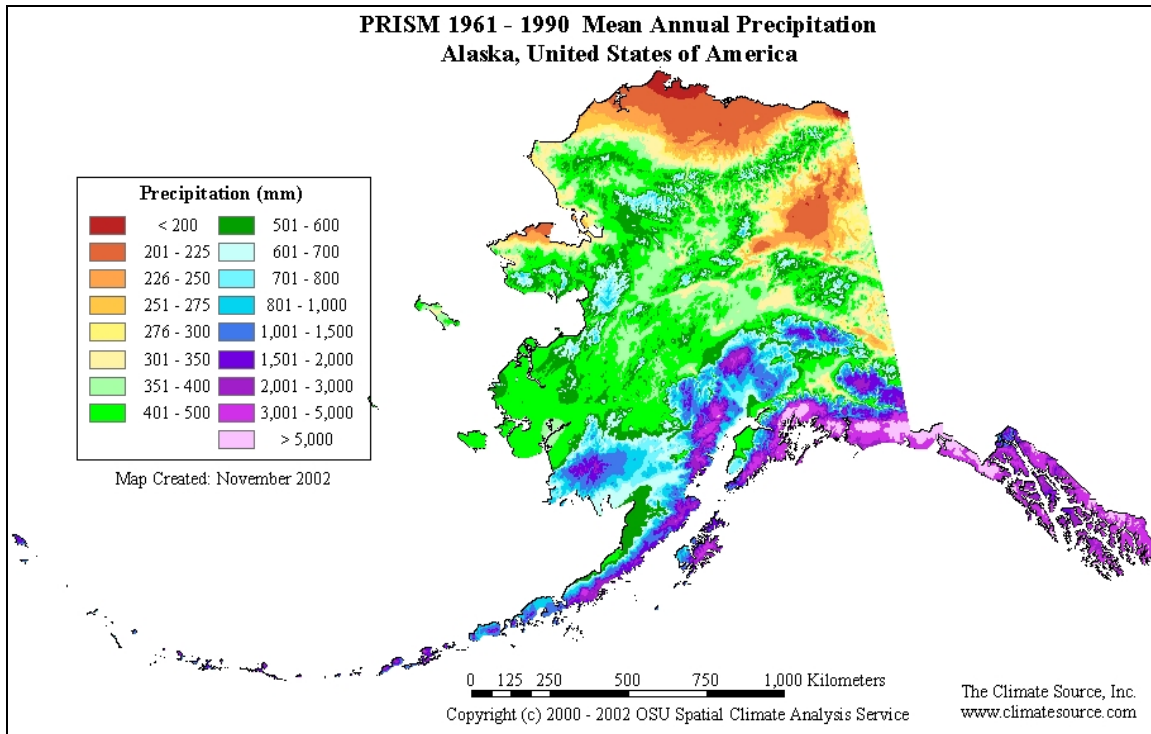 PRISM 1961 - 1990 Mean Annual Precipitation
Alaska, United States of America
Precipitation (mm)
< 200
201 - 225
226 - 250
251 - 275
276 - 300
301 - 350
351 - 400
401 - 500
501 - 600
601 - 700
701 - 800
801 - 1,000
1,001 - 1,500
1,501 - 2,000
2,001 - 3,000
3,001 - 5,000
> 5,000
Map Created: November 2002
0 125 250 500 750 1,000 Kilometers
Copyright (c) 2000 - 2002 OSU Spatial Climate Analysis Service
The Climate Source, Inc.
www.climatesource.com